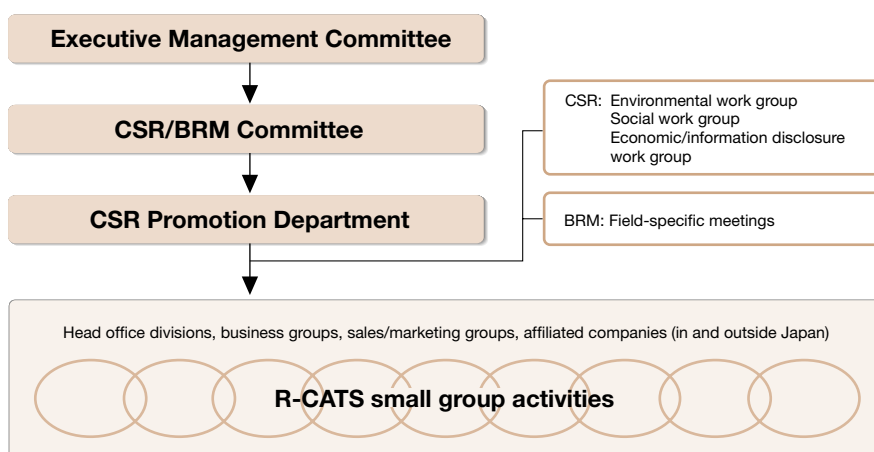 Executive Management Committee
CSR/BRM Committee
CSR Promotion Department
CSR: Environmental work group
Social work group
Economic/information disclosure
work group
BRM: Field-specific meetings
Head office divisions, business groups, sales/marketing groups, affiliated companies (in and outside Japan)
R-CATS small group activities